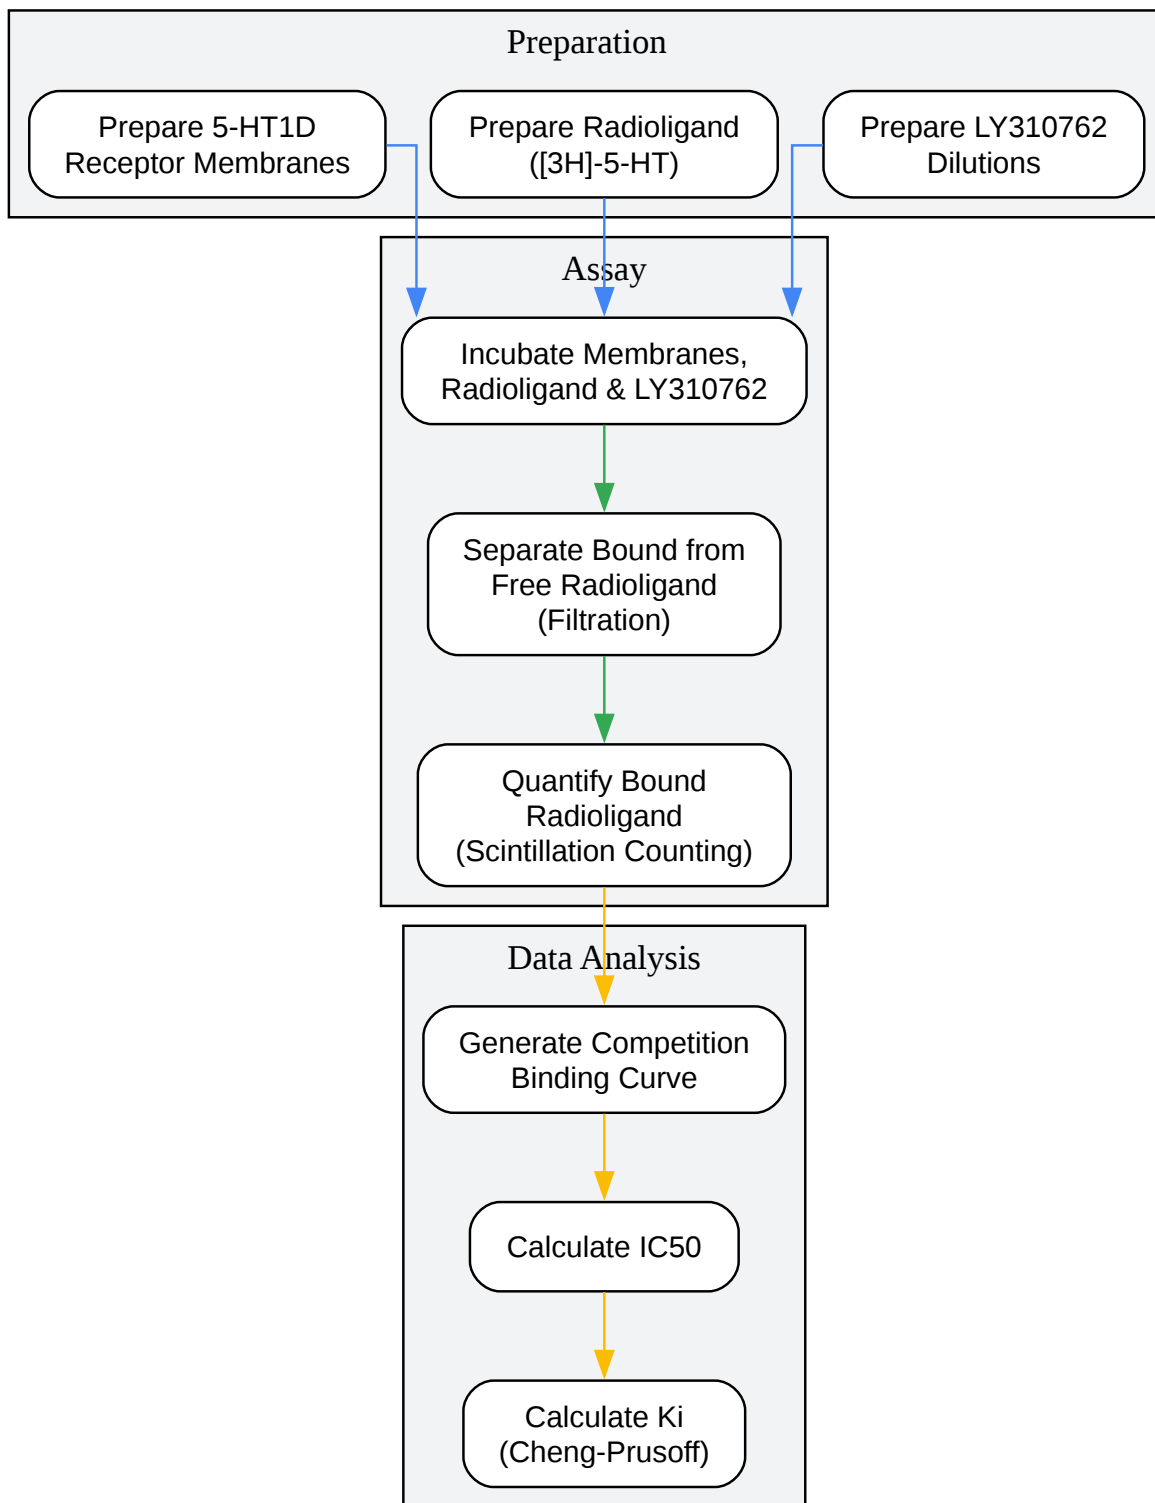 Preparation
Prepare 5-HT1D
Receptor Membranes
Prepare Radioligand
([3H]-5-HT)
Prepare LY310762
Dilutions
Assay
Incubate Membranes,
Radioligand & LY310762
Separate Bound from
Free Radioligand
(Filtration)
Quantify Bound
Radioligand
(Scintillation Counting)
Data Analysis
Generate Competition
Binding Curve
Calculate IC50
Calculate Ki
(Cheng-Prusoff)